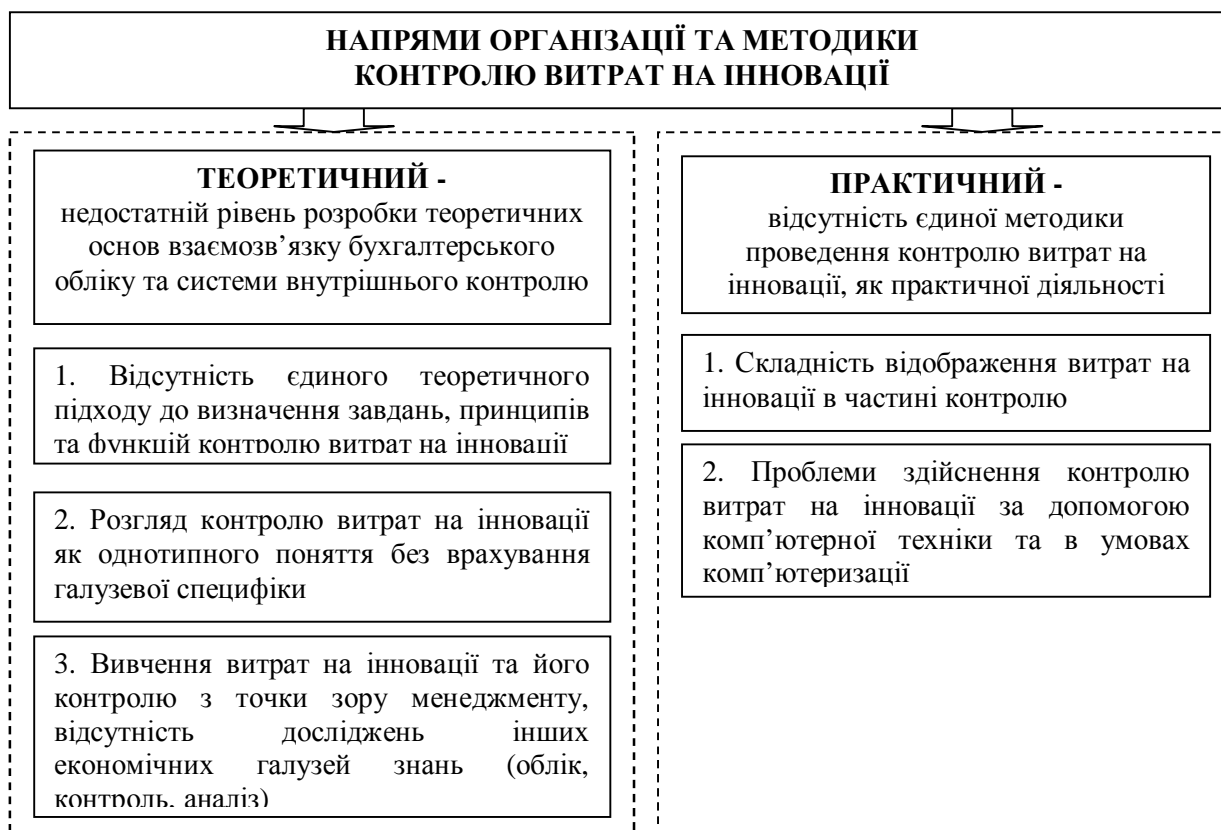 НАПРЯМИ ОРГАНІЗАЦІЇ ТА МЕТОДИКИ
КОНТРОЛЮ ВИТРАТ НА ІННОВАЦІЇ
ТЕОРЕТИЧНИЙ -
недостатній рівень розробки теоретичних
основ взаємозв’язку бухгалтерського
обліку та системи внутрішнього контролю
1. Відсутність єдиного теоретичного
підходу до визначення завдань, принципів
та функцій контролю витрат на інновації
2. Розгляд контролю витрат на інновації
як однотипного поняття без врахування
галузевої специфіки
3. Вивчення витрат на інновації та його
контролю з точки зору менеджменту,
відсутність досліджень інших
економічних галузей знань (облік,
контроль, аналіз)
ПРАКТИЧНИЙ -
відсутність єдиної методики
проведення контролю витрат на
інновації, як практичної діяльності
1. Складність відображення витрат на
інновації в частині контролю
2. Проблеми здійснення контролю
витрат на інновації за допомогою
комп’ютерної техніки та в умовах
комп’ютеризації